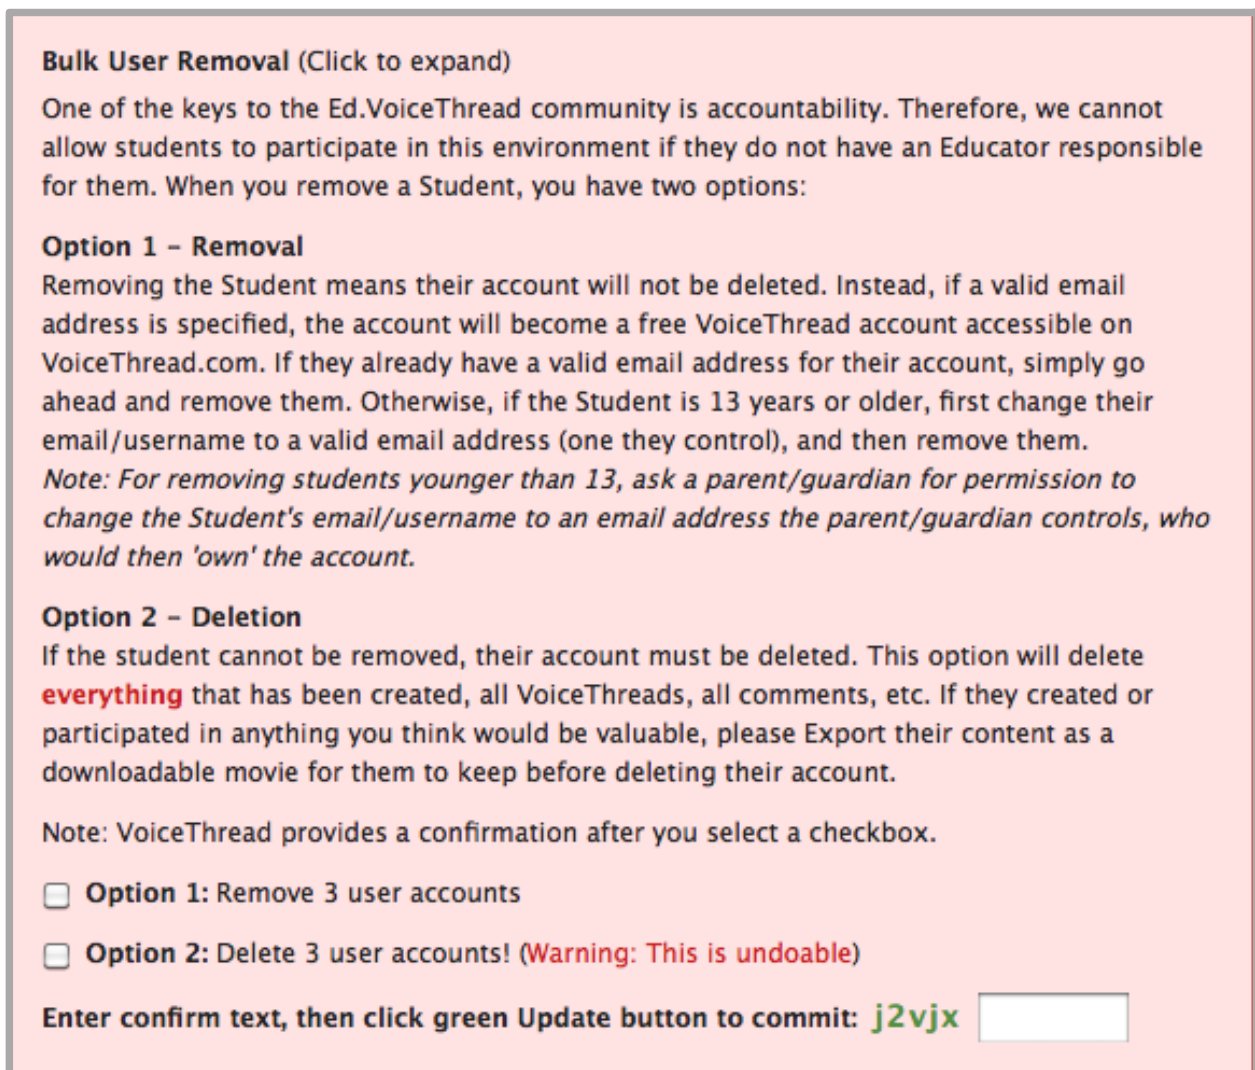 Bulk User Removal (Click to expand)
One of the keys to the Ed.VoiceThread community is accountability. Therefore, we cannot
allow students to participate in this environment if they do not have an Educator responsible
for them. When you remove a Student, you have two options:
Option 1 – Removal
Removing the Student means their account will not be deleted. Instead, if a valid email
address is specified, the account will become a free VoiceThread account accessible on
VoiceThread.com. If they already have a valid email address for their account, simply go
ahead and remove them. Otherwise, if the Student is 13 years or older, first change their
email/username to a valid email address (one they control), and then remove them.
Note: For removing students younger than 13, ask a parent/guardian for permission to
change the Student's email/username to an email address the parent/guardian controls, who
would then 'own' the account.
Option 2 – Deletion
If the student cannot be removed, their account must be deleted. This option will delete
everything that has been created, all VoiceThreads, all comments, etc. If they created or
participated in anything you think would be valuable, please Export their content as a
downloadable movie for them to keep before deleting their account.
Note: VoiceThread provides a confirmation after you select a checkbox.
Option 1: Remove 3 user accounts
Option 2: Delete 3 user accounts! (Warning: This is undoable)
Enter confirm text, then click green Update button to commit: j2vjx